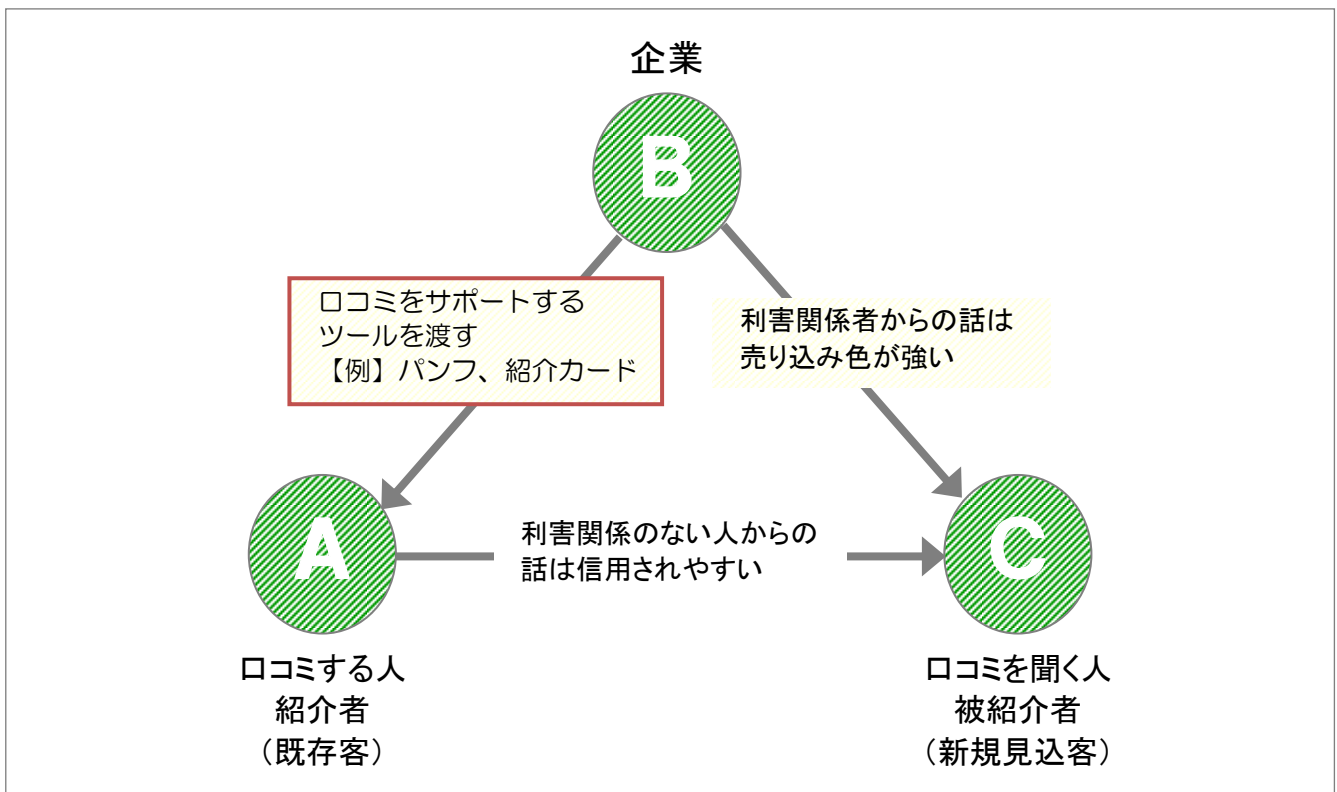 企業
B
口コミをサポートする
ツールを渡す
【例】パンフ、紹介カード
利害関係者からの話は
売り込み色が強い
A
利害関係のない人からの
話は信用されやすい
C
口コミする人
紹介者
（既存客）
口コミを聞く人
被紹介者
（新規見込客）